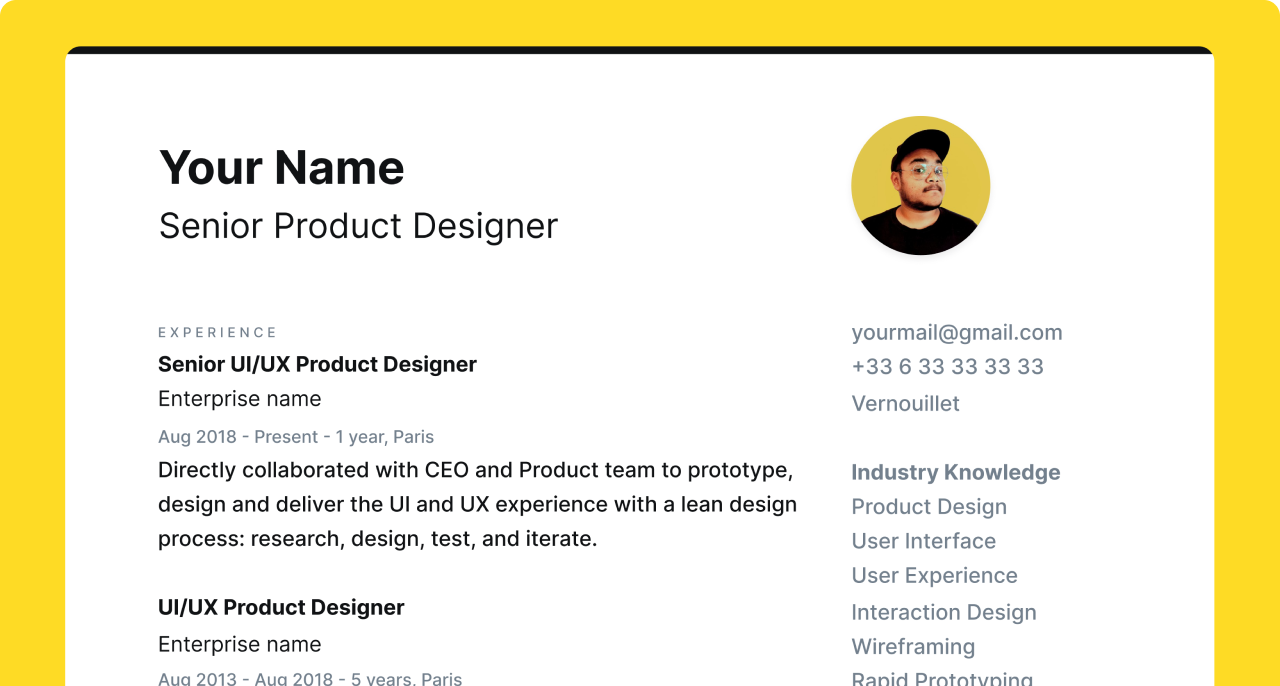 Your Name
Senior Product Designer
EXPERIENCE
Senior UI/UX Product Designer
Enterprise name
Aug 2018 - Present - 1 year, Paris
Directly collaborated with CEO and Product team to prototype,
design and deliver the UI and UX experience with a lean design
process: research, design, test, and iterate.
UI/UX Product Designer
Enterprise name
Aug 2013 - Aug 2018 - 5 years, Paris
yourmail@gmail.com
+33 6 33 33 33 33
Vernouillet
Industry Knowledge
Product Design
User Interface
User Experience
Interaction Design
Wireframing
Rapid Prototyping